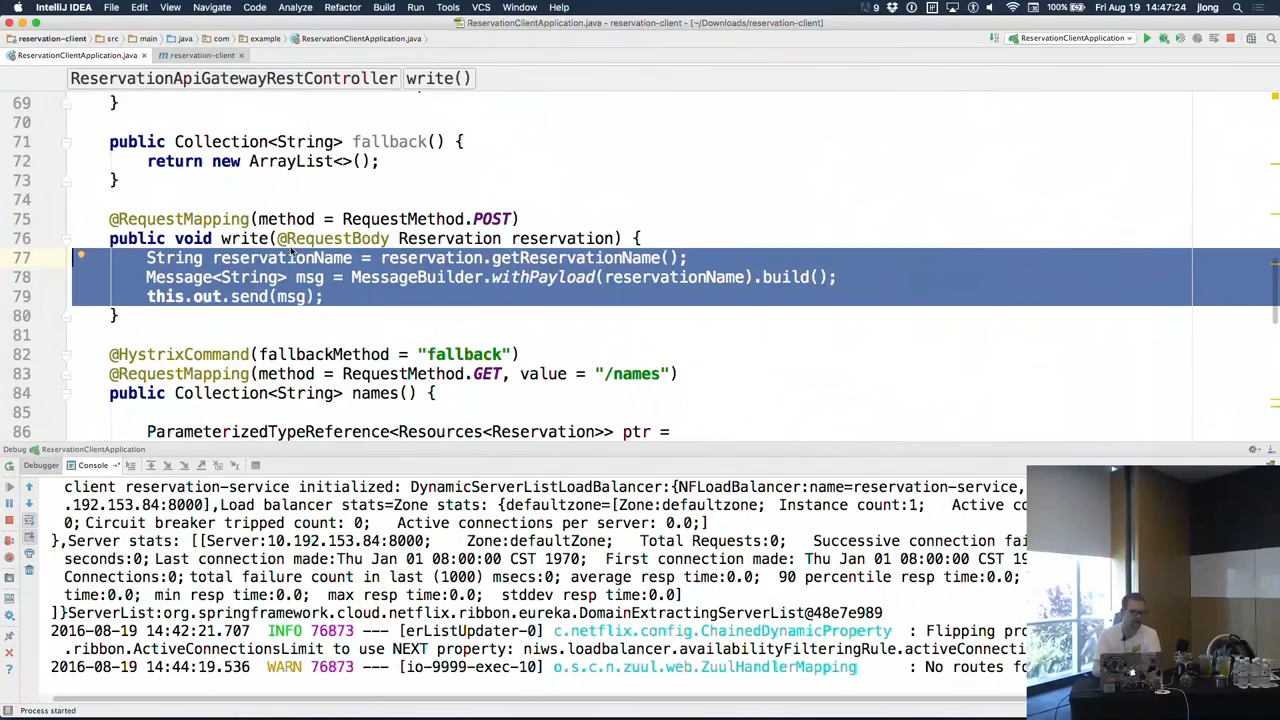 IntelliJ IDEA File Edit View Navigate Code Analyze Refactor Build Run Tools VCS Window Help 9 100% Fri Aug 19 14:47:24 jlong
ReservationClientApplication.java - reservation-client - [~/Downloads/reservation-client]
reservation-client src main java com example ReservationClientApplication.java ReservationClientApplication
ReservationClientApplication.java × reservation-client ×
ReservationApiGatewayRestController write()
69 }
70
71 public Collection<String> fallback() {
72 return new ArrayList<>();
73 }
74
75 @RequestMapping(method = RequestMethod.POST)
76 public void write(@RequestBody Reservation reservation) {
77 String reservationName = reservation.getReservationName();
78 Message<String> msg = MessageBuilder.withPayload(reservationName).build();
79 this.out.send(msg);
80 }
81
82 @HystrixCommand(fallbackMethod = "fallback")
83 @RequestMapping(method = RequestMethod.GET, value = "/names")
84 public Collection<String> names() {
85
86 ParameterizedTypeReference<Resources<Reservation>> ptr =
Debug ReservationClientApplication
Debugger Console
client reservation-service initialized: DynamicServerListLoadBalancer:{NFLoadBalancer:name=reservation-service,
.192.153.84:8000],Load balancer stats=Zone stats: {defaultzone=[Zone:defaultzone; Instance count:1; Active con
0; Circuit breaker tripped count: 0; Active connections per server: 0.0;]
},Server stats: [[Server:10.192.153.84:8000; Zone:defaultZone; Total Requests:0; Successive connection fai
seconds:0; Last connection made:Thu Jan 01 08:00:00 CST 1970; First connection made: Thu Jan 01 08:00:00 CST 19
Connections:0; total failure count in last (1000) msecs:0; average resp time:0.0; 90 percentile resp time:0.0;
time:0.0; min resp time:0.0; max resp time:0.0; stddev resp time:0.0]
]}ServerList:org.springframework.cloud.netflix.ribbon.eureka.DomainExtractingServerList@48e7e989
2016-08-19 14:42:21.707 INFO 76873 --- [erListUpdater-0] c.netflix.config.ChainedDynamicProperty : Flipping pro
.ribbon.ActiveConnectionsLimit to use NEXT property: niws.loadbalancer.availabilityFilteringRule.activeConnecti
2016-08-19 14:44:19.536 WARN 76873 --- [io-9999-exec-10] o.s.c.n.zuul.web.ZuulHandlerMapping : No routes fo
Process started